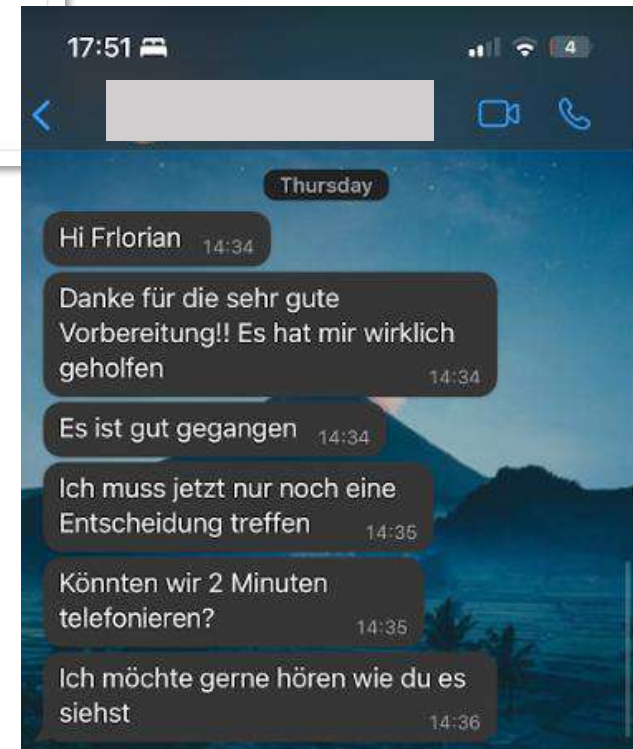 17:51
4
Thursday
Hi Frlorian 14:34
Danke für die sehr gute
Vorbereitung!! Es hat mir wirklich
geholfen 14:34
Es ist gut gegangen 14:34
Ich muss jetzt nur noch eine
Entscheidung treffen 14:35
Könnten wir 2 Minuten
telefonieren? 14:35
Ich möchte gerne hören wie du es
siehst 14:36